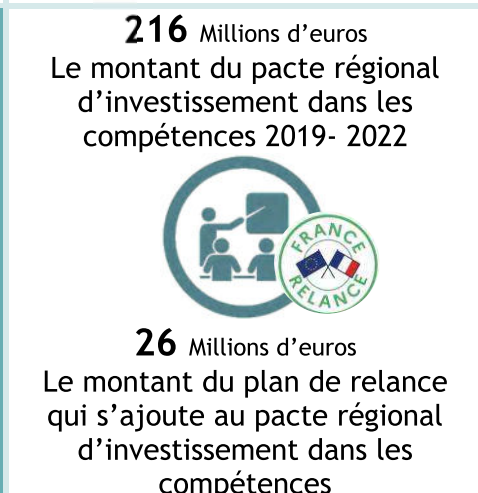 216 Millions d’euros
Le montant du pacte régional
d’investissement dans les
compétences 2019- 2022
FRANCE
RELANCE
26 Millions d’euros
Le montant du plan de relance
qui s’ajoute au pacte régional
d’investissement dans les
compétences